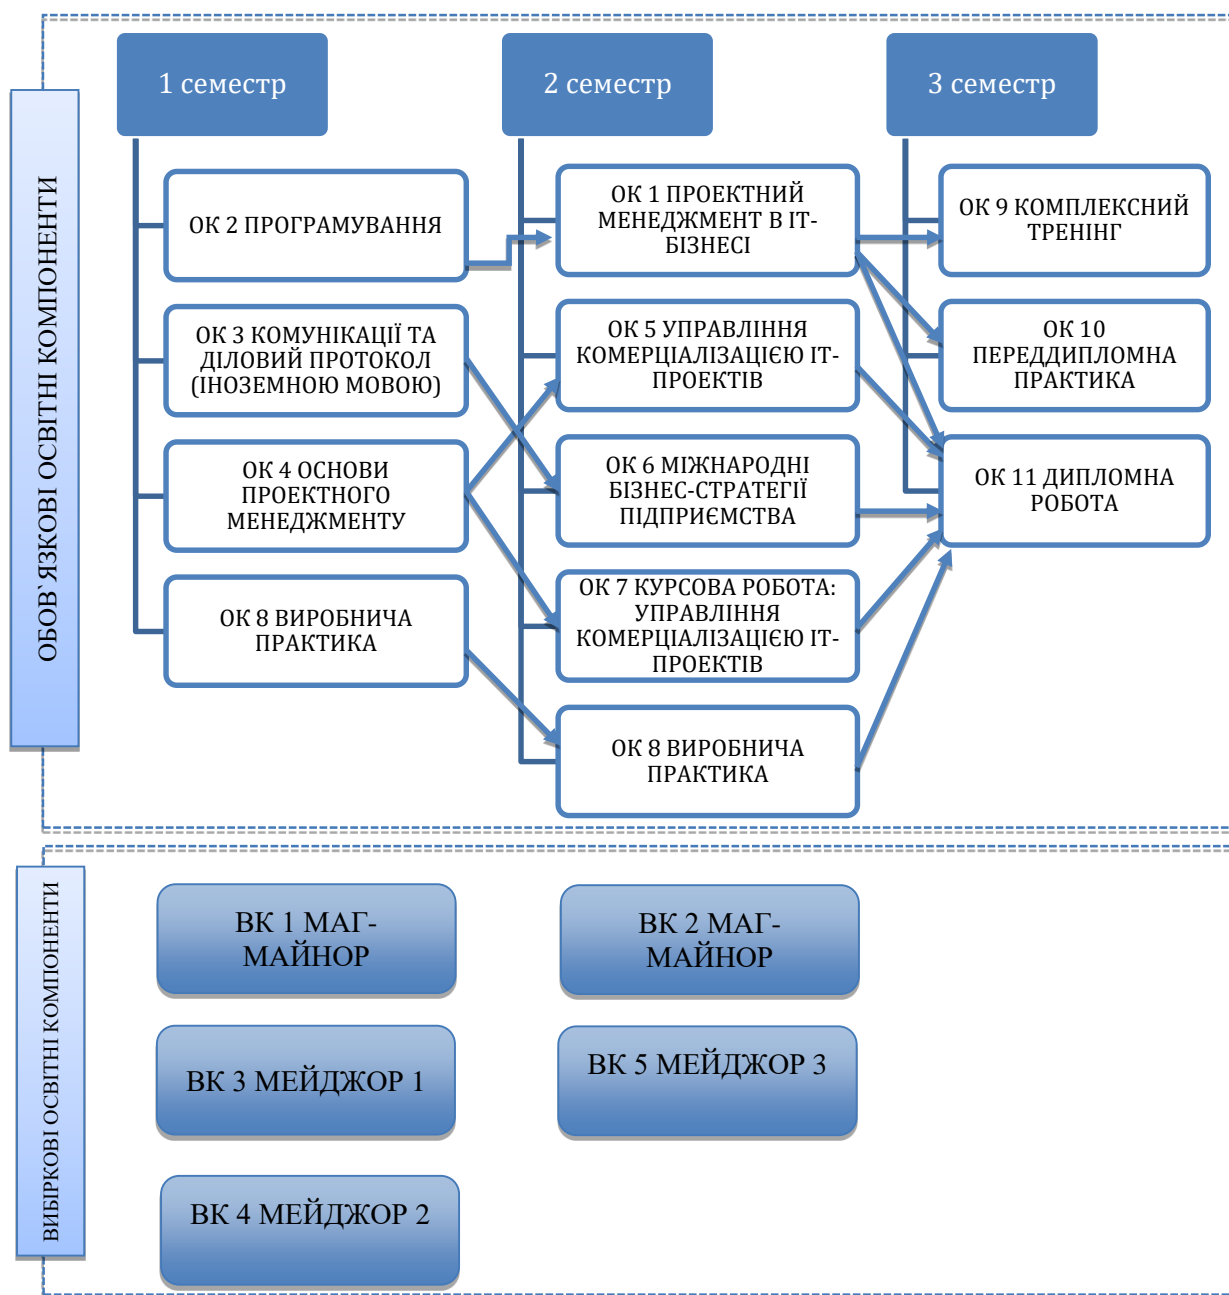 ОБОВ`ЯЗКОВІ ОСВІТНІ КОМПОНЕНТИ
1 семестр
ОК 2 ПРОГРАМУВАННЯ
ОК 3 КОМУНІКАЦІЇ ТА
ДІЛОВИЙ ПРОТОКОЛ
(ІНОЗЕМНОЮ МОВОЮ)
ОК 4 ОСНОВИ
ПРОЕКТНОГО
МЕНЕДЖМЕНТУ
ОК 8 ВИРОБНИЧА
ПРАКТИКА
2 семестр
ОК 1 ПРОЕКТНИЙ
МЕНЕДЖМЕНТ В ІТ-
БІЗНЕСІ
ОК 5 УПРАВЛІННЯ
КОМЕРЦІАЛІЗАЦІЄЮ ІТ-
ПРОЕКТІВ
ОК 6 МІЖНАРОДНІ
БІЗНЕС-СТРАТЕГІЇ
ПІДПРИЄМСТВА
ОК 7 КУРСОВА РОБОТА:
УПРАВЛІННЯ
КОМЕРЦІАЛІЗАЦІЄЮ ІТ-
ПРОЕКТІВ
ОК 8 ВИРОБНИЧА
ПРАКТИКА
3 семестр
ОК 9 КОМПЛЕКСНИЙ
ТРЕНІНГ
ОК 10
ПЕРЕДДИПЛОМНА
ПРАКТИКА
ОК 11 ДИПЛОМНА
РОБОТА
ВИБІРКОВІ ОСВІТНІ КОМПОНЕНТИ
ВК 1 МАГ-
МАЙНОР
ВК 2 МАГ-
МАЙНОР
ВК 3 МЕЙДЖОР 1
ВК 5 МЕЙДЖОР 3
ВК 4 МЕЙДЖОР 2